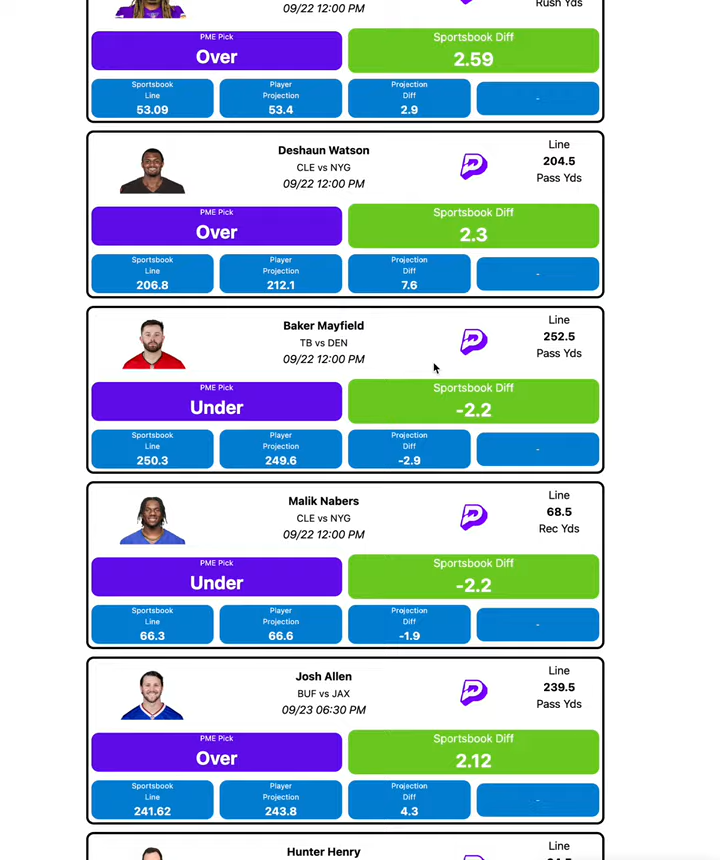 09/22 12:00 PM
Rush Yds
PME Pick
Over
Sportsbook Diff
2.59
Sportsbook
Line
53.09
Player
Projection
53.4
Projection
Diff
2.9
-
Deshaun Watson
CLE vs NYG
09/22 12:00 PM
Line
204.5
Pass Yds
PME Pick
Over
Sportsbook Diff
2.3
Sportsbook
Line
206.8
Player
Projection
212.1
Projection
Diff
7.6
-
Baker Mayfield
TB vs DEN
09/22 12:00 PM
Line
252.5
Pass Yds
PME Pick
Under
Sportsbook Diff
-2.2
Sportsbook
Line
250.3
Player
Projection
249.6
Projection
Diff
-2.9
-
Malik Nabers
CLE vs NYG
09/22 12:00 PM
Line
68.5
Rec Yds
PME Pick
Under
Sportsbook Diff
-2.2
Sportsbook
Line
66.3
Player
Projection
66.6
Projection
Diff
-1.9
-
Josh Allen
BUF vs JAX
09/23 06:30 PM
Line
239.5
Pass Yds
PME Pick
Over
Sportsbook Diff
2.12
Sportsbook
Line
241.62
Player
Projection
243.8
Projection
Diff
4.3
-
Hunter Henry
Line